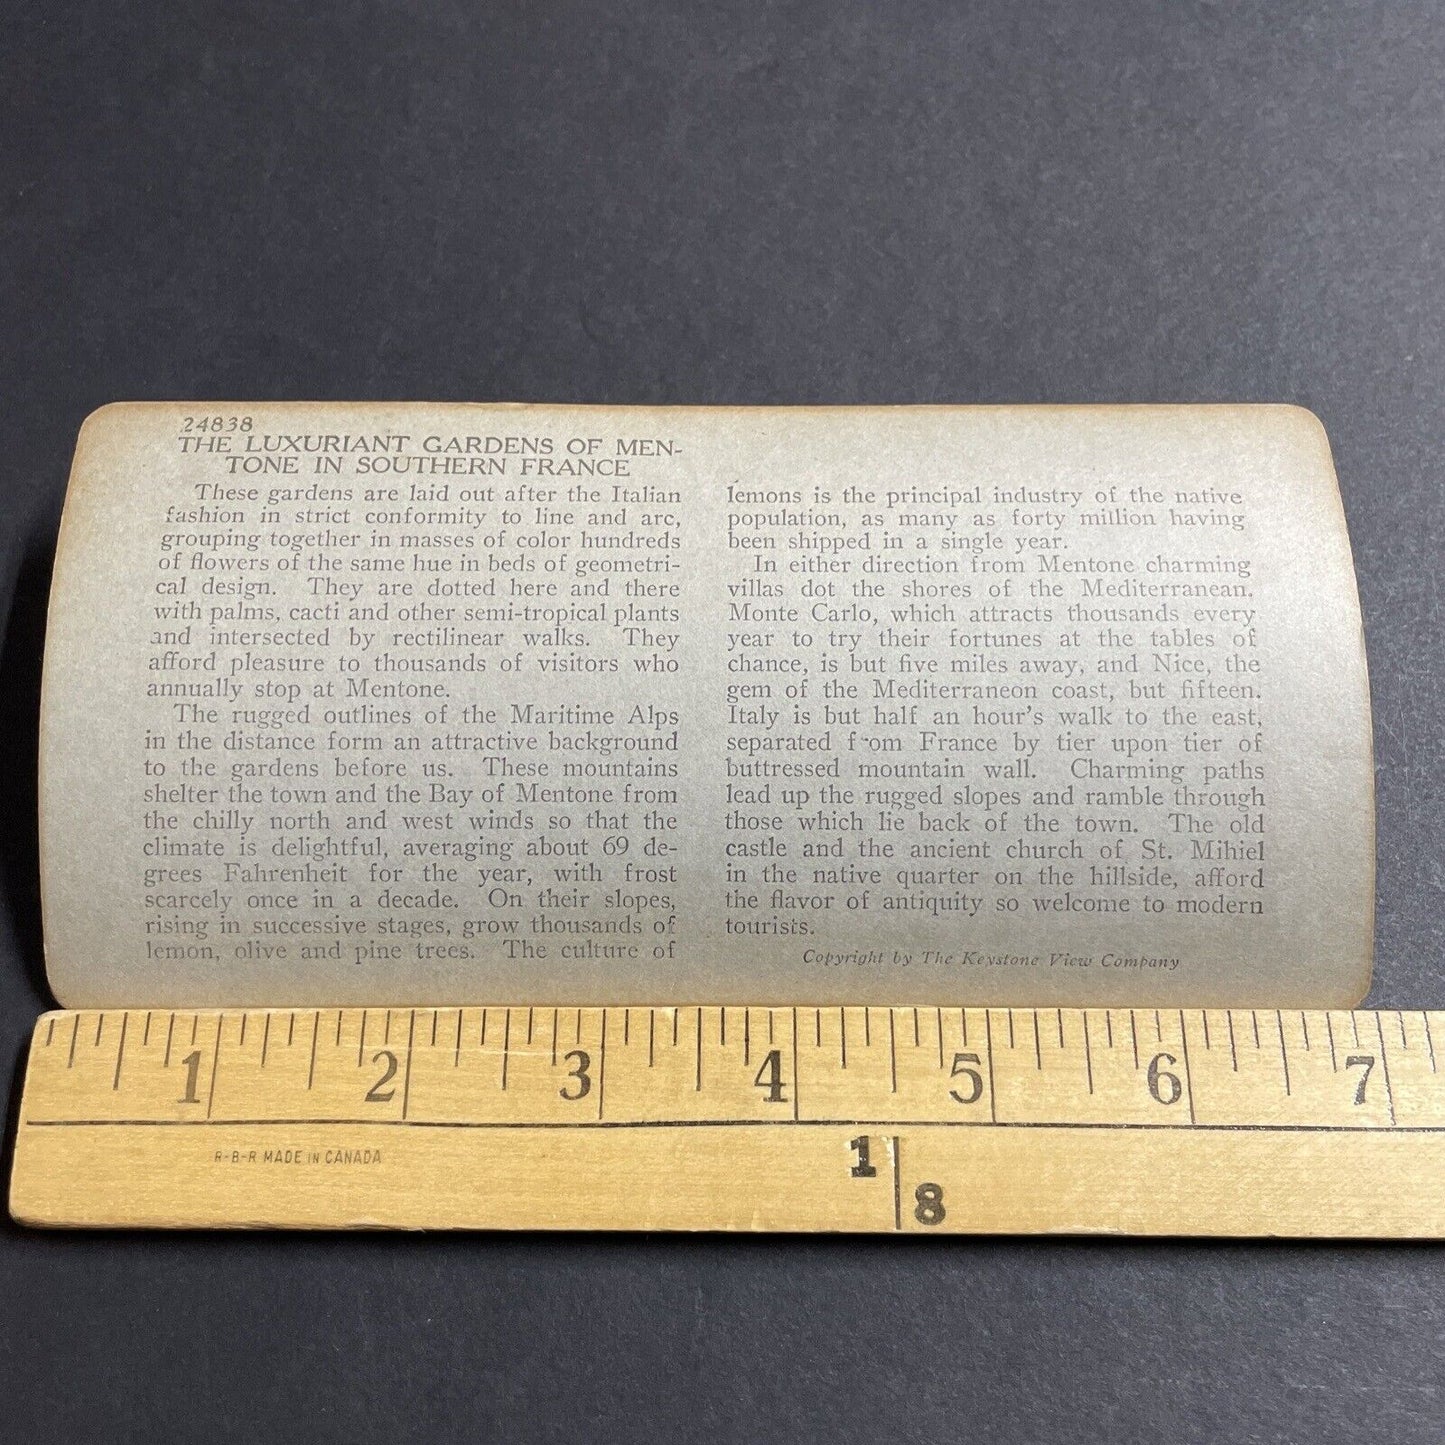 24838
THE LUXURIANT GARDENS OF MEN-
TONE IN SOUTHERN FRANCE
These gardens are laid out after the Italian
fashion in strict conformity to line and arc,
grouping together in masses of color hundreds
of flowers of the same hue in beds of geometri-
cal design. They are dotted here and there
with palms, cacti and other semi-tropical plants
and intersected by rectilinear walks. They
afford pleasure to thousands of visitors who
annually stop at Mentone.
The rugged outlines of the Maritime Alps
in the distance form an attractive background
to the gardens before us. These mountains
shelter the town and the Bay of Mentone from
the chilly north and west winds so that the
climate is delightful, averaging about 69 de-
grees Fahrenheit for the year, with frost
scarcely once in a decade. On their slopes,
rising in successive stages, grow thousands of
lemon, olive and pine trees. The culture of
lemons is the principal industry of the native
population, as many as forty million having
been shipped in a single year.
In either direction from Mentone charming
villas dot the shores of the Mediterranean.
Monte Carlo, which attracts thousands every
year to try their fortunes at the tables of
chance, is but five miles away, and Nice, the
gem of the Mediterraneon coast, but fifteen.
Italy is but half an hour's walk to the east,
separated from France by tier upon tier of
buttressed mountain wall. Charming paths
lead up the rugged slopes and ramble through
those which lie back of the town. The old
castle and the ancient church of St. Mihiel
in the native quarter on the hillside, afford
the flavor of antiquity so welcome to modern
tourists.
Copyright by The Keystone View Company
1 2 3 4 5 6 7
R-B-R MADE IN CANADA
1
8